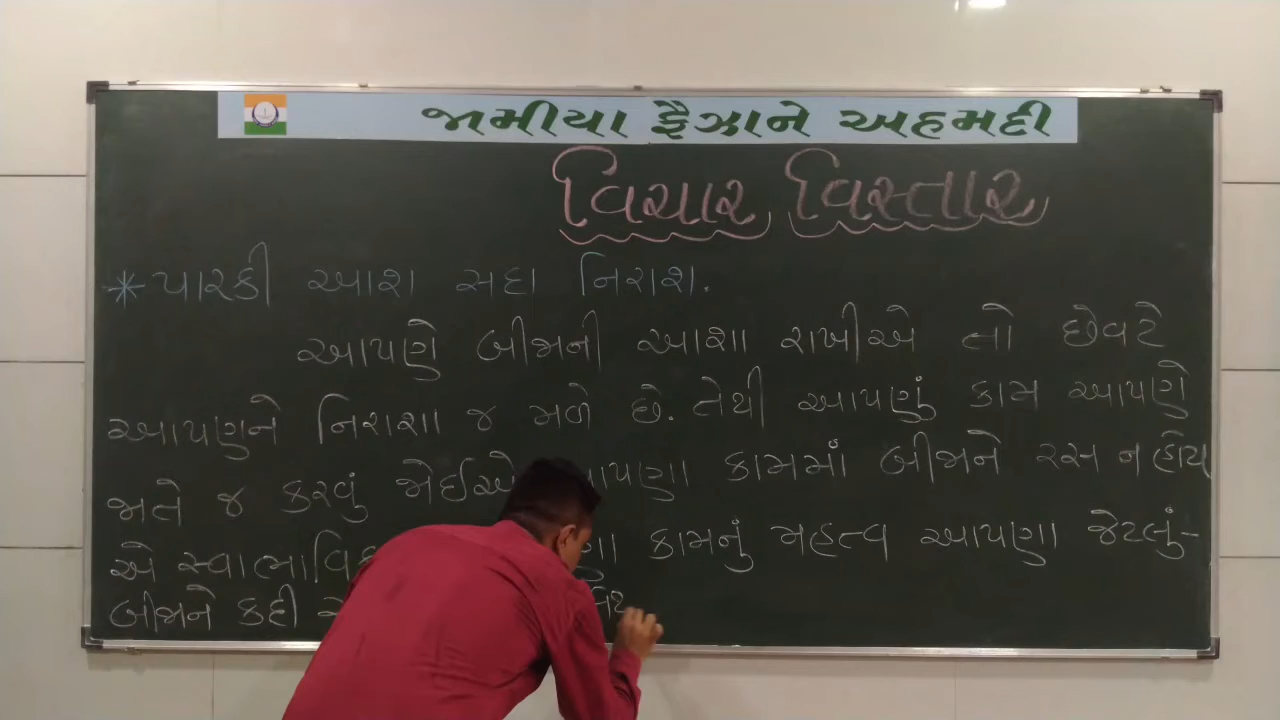 જામીયા ફૈઝાને અહમદી
વિચાર વિસ્તાર
* પારકી આશ સદા નિરાશ.
આપણે બીજાની આશા રાખીએ તો છેવટે
આપણને નિરાશા જ મળે છે. તેથી આપણું કામ આપણે
જાતે જ કરવું જોઈએ આપણા કામમાં બીજાને રસ ન હોય
એ સ્વાભાવિક કામનું મહત્વ આપણા જેટલું-
બીજાને કદી